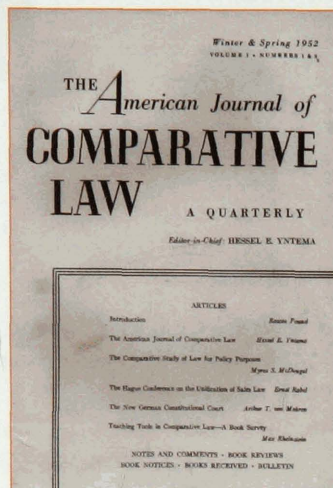 Winter & Spring 1952
VOLUME I • NUMBERS 1 & 2
THE American Journal of
COMPARATIVE
LAW
A QUARTERLY
Editor-in-Chief: HESSEL E. YNTEMA
ARTICLES
Introduction Roscoe Pound
The American Journal of Comparative Law Hessel E. Yntema
The Comparative Study of Law for Policy Purposes
Myres S. McDougal
The Hague Conference on the Unification of Sales Law Ernst Rabel
The New German Constitutional Court Arthur T. von Mehren
Teaching Tools in Comparative Law—A Book Survey
Max Rheinstein
NOTES AND COMMENTS • BOOK REVIEWS
BOOK NOTICES • BOOKS RECEIVED • BULLETIN